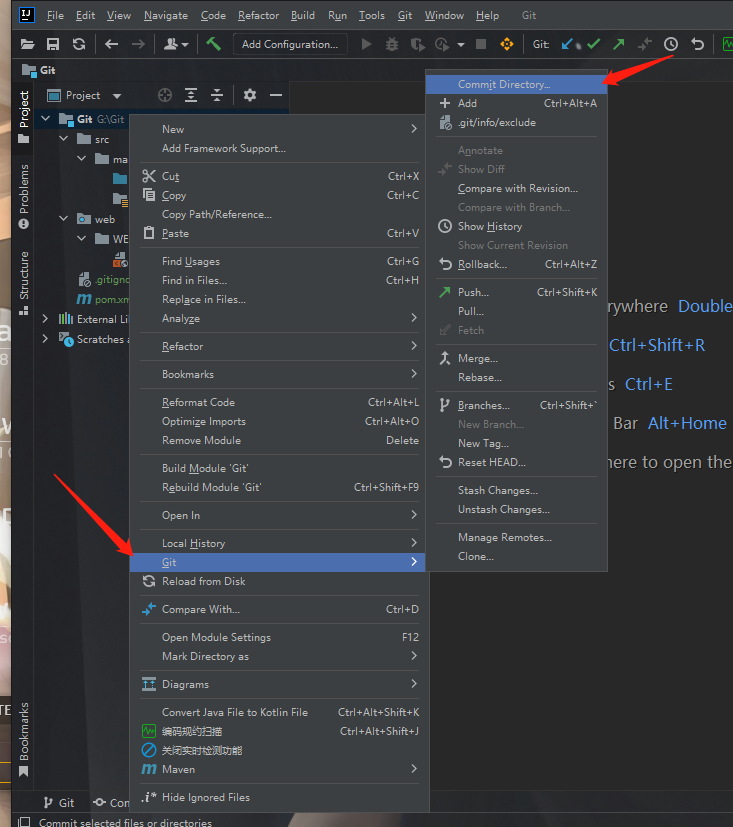 File Edit View Navigate Code Refactor Build Run Tools Git Window Help Git
Add Configuration... Git:
Git
Project
Project
Git G:\Git
src
ma
web
WE
.gitigno
pom.xm
External Li
Scratches a
Problems
Structure
Bookmarks
New
Add Framework Support...
Cut Ctrl+X
Copy Ctrl+C
Copy Path/Reference...
Paste Ctrl+V
Find Usages Ctrl+G
Find in Files... Ctrl+H
Replace in Files...
Analyze
Refactor
Bookmarks
Reformat Code Ctrl+Alt+L
Optimize Imports Ctrl+Alt+O
Remove Module Delete
Build Module 'Git'
Rebuild Module 'Git' Ctrl+Shift+F9
Open In
Local History
Git
Reload from Disk
Compare With... Ctrl+D
Open Module Settings F12
Mark Directory as
Diagrams
Convert Java File to Kotlin File Ctrl+Alt+Shift+K
编码规约扫描 Ctrl+Alt+Shift+J
关闭实时检测功能
Maven
Hide Ignored Files
Commit Directory...
Add Ctrl+Alt+A
.git/info/exclude
Annotate
Show Diff
Compare with Revision...
Compare with Branch...
Show History
Show Current Revision
Rollback... Ctrl+Alt+Z
Push... Ctrl+Shift+K
Pull...
Fetch
Merge...
Rebase...
Branches... Ctrl+Shift+`
New Branch...
New Tag...
Reset HEAD...
Stash Changes...
Unstash Changes...
Manage Remotes...
Clone...
rywhere Double
Ctrl+Shift+R
s Ctrl+E
Bar Alt+Home
here to open the
Git Con
Commit selected files or directories